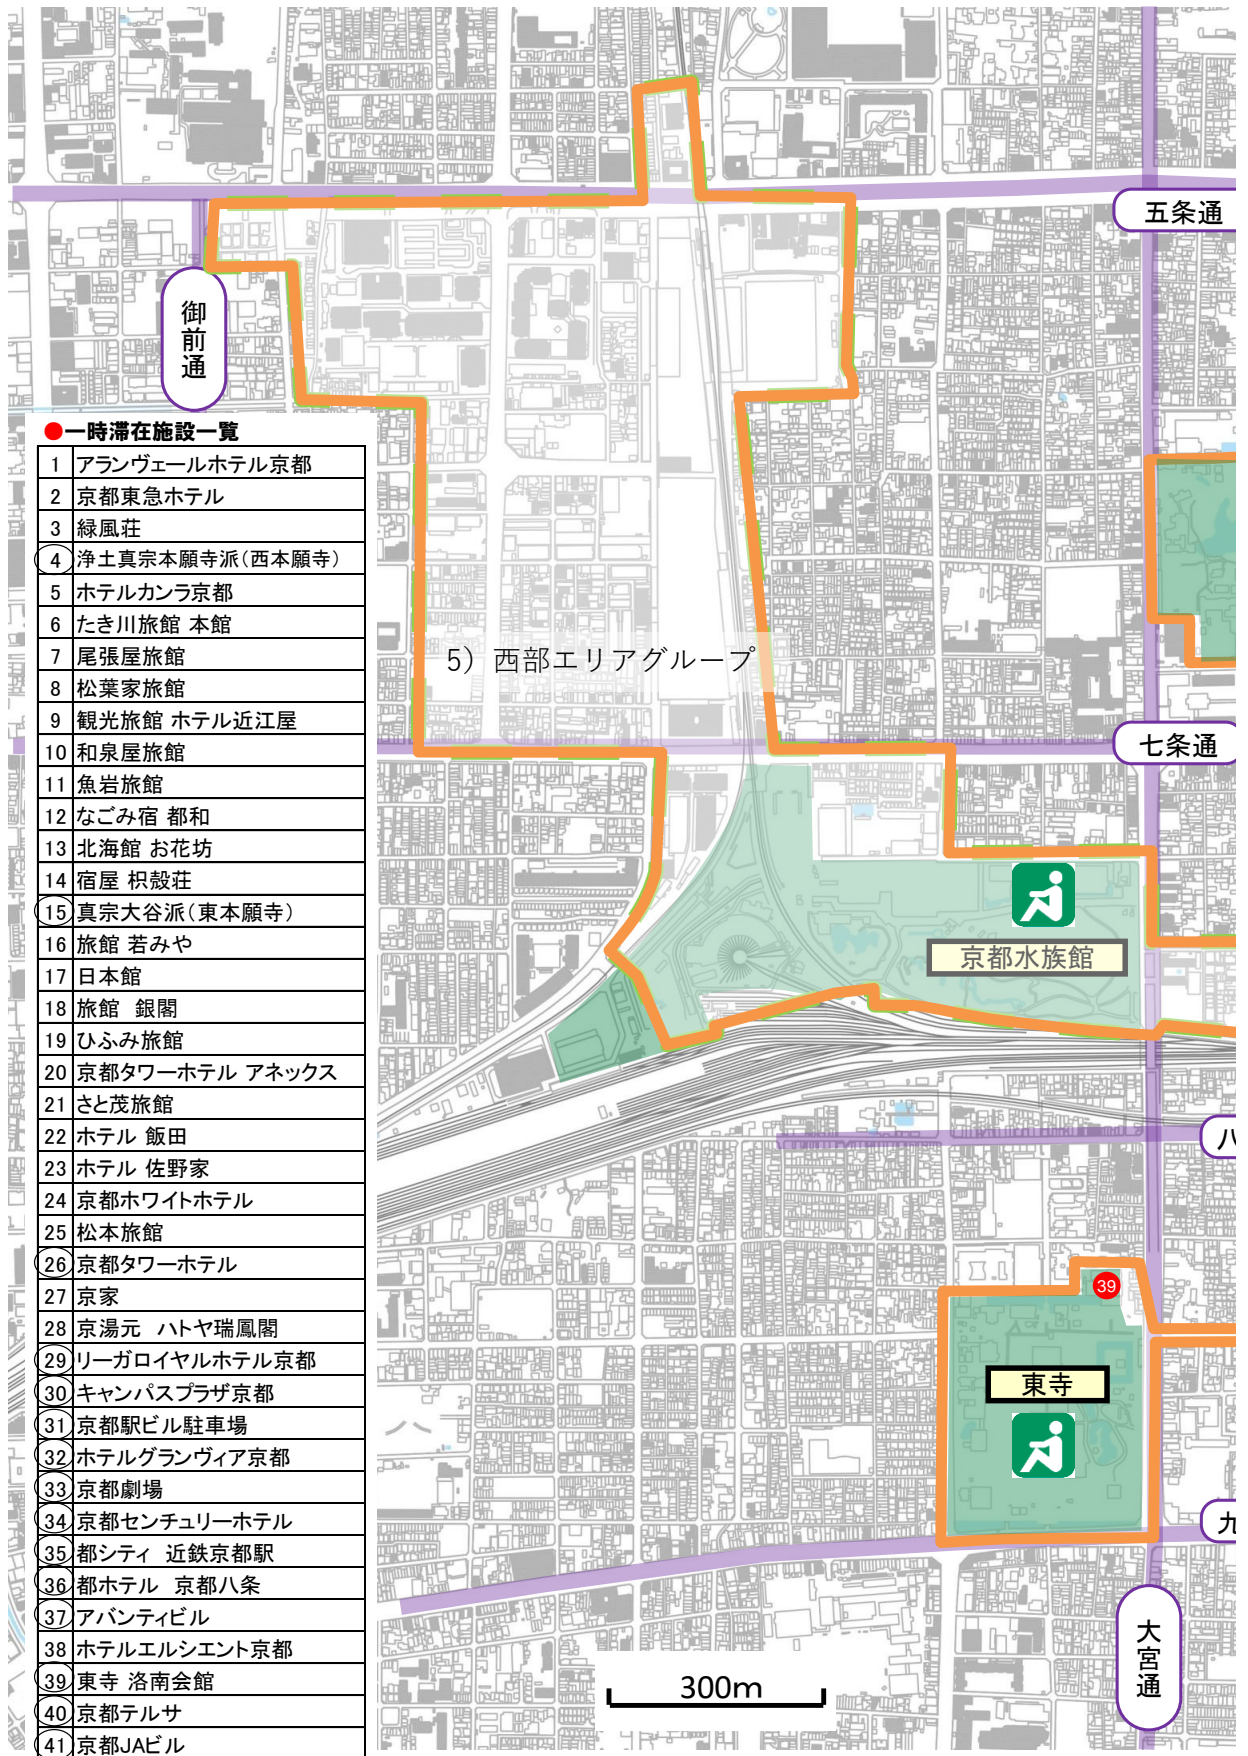 五条通
御前通
●一時滞在施設一覧
1 アランヴェールホテル京都
2 京都東急ホテル
3 緑風荘
4 浄土真宗本願寺派(西本願寺)
5 ホテルカンラ京都
6 たき川旅館 本館
7 尾張屋旅館
8 松葉家旅館
9 観光旅館 ホテル近江屋
10 和泉屋旅館
11 魚岩旅館
12 なごみ宿 都和
13 北海館 お花坊
14 宿屋 枳殻荘
15 真宗大谷派(東本願寺)
16 旅館 若みや
17 日本館
18 旅館 銀閣
19 ひふみ旅館
20 京都タワーホテル アネックス
21 さと茂旅館
22 ホテル 飯田
23 ホテル 佐野家
24 京都ホワイトホテル
25 松本旅館
26 京都タワーホテル
27 京家
28 京湯元 ハトヤ瑞鳳閣
29 リーガロイヤルホテル京都
30 キャンパスプラザ京都
31 京都駅ビル駐車場
32 ホテルグランヴィア京都
33 京都劇場
34 京都センチュリーホテル
35 都シティ 近鉄京都駅
36 都ホテル 京都八条
37 アバンティビル
38 ホテルエルシエント京都
39 東寺 洛南会館
40 京都テルサ
41 京都JAビル
5) 西部エリアグループ
七条通
京都水族館
八
39
東寺
九
大宮通
300m